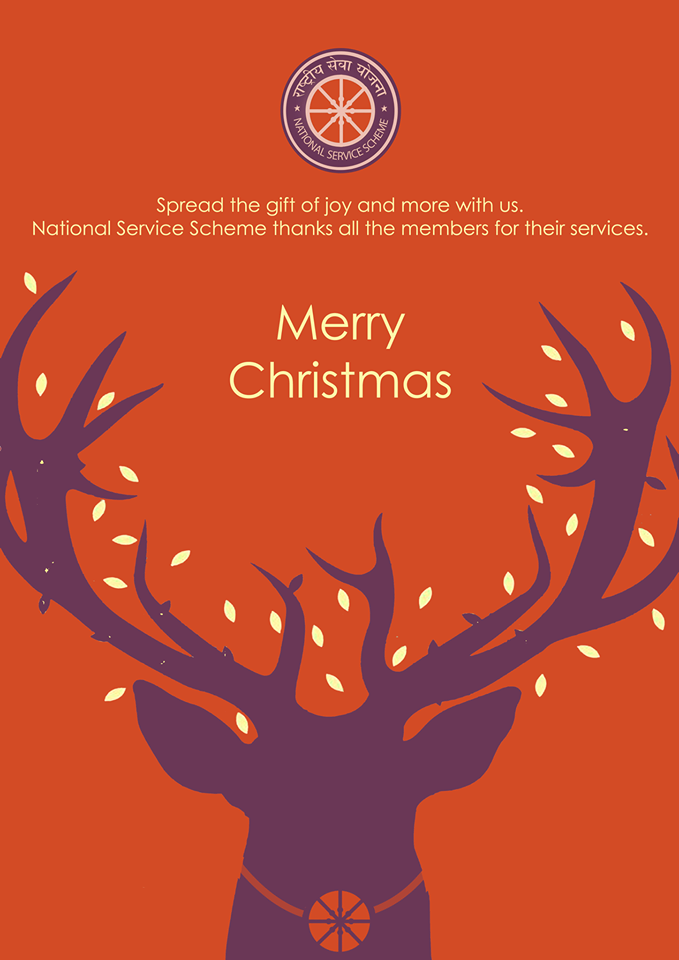 राष्ट्रीय सेवा योजना
NATIONAL SERVICE SCHEME
Spread the gift of joy and more with us.
National Service Scheme thanks all the members for their services.
Merry
Christmas